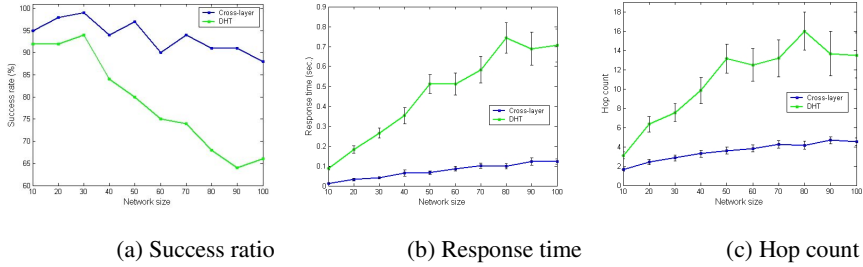 Success ratio (%)
100
95
90
85
80
75
70
65
60
10 20 30 40 50 60 70 80 90 100
Network size
Cross-layer
DHT
(a) Success ratio
Response time (sec.)
0.9
0.8
0.7
0.6
0.5
0.4
0.3
0.2
0.1
0
10 20 30 40 50 60 70 80 90 100
Network size
Cross-layer
DHT
(b) Response time
Hop count
18
16
14
12
10
8
6
4
2
0
10 20 30 40 50 60 70 80 90 100
Network size
Cross-layer
DHT
(c) Hop count